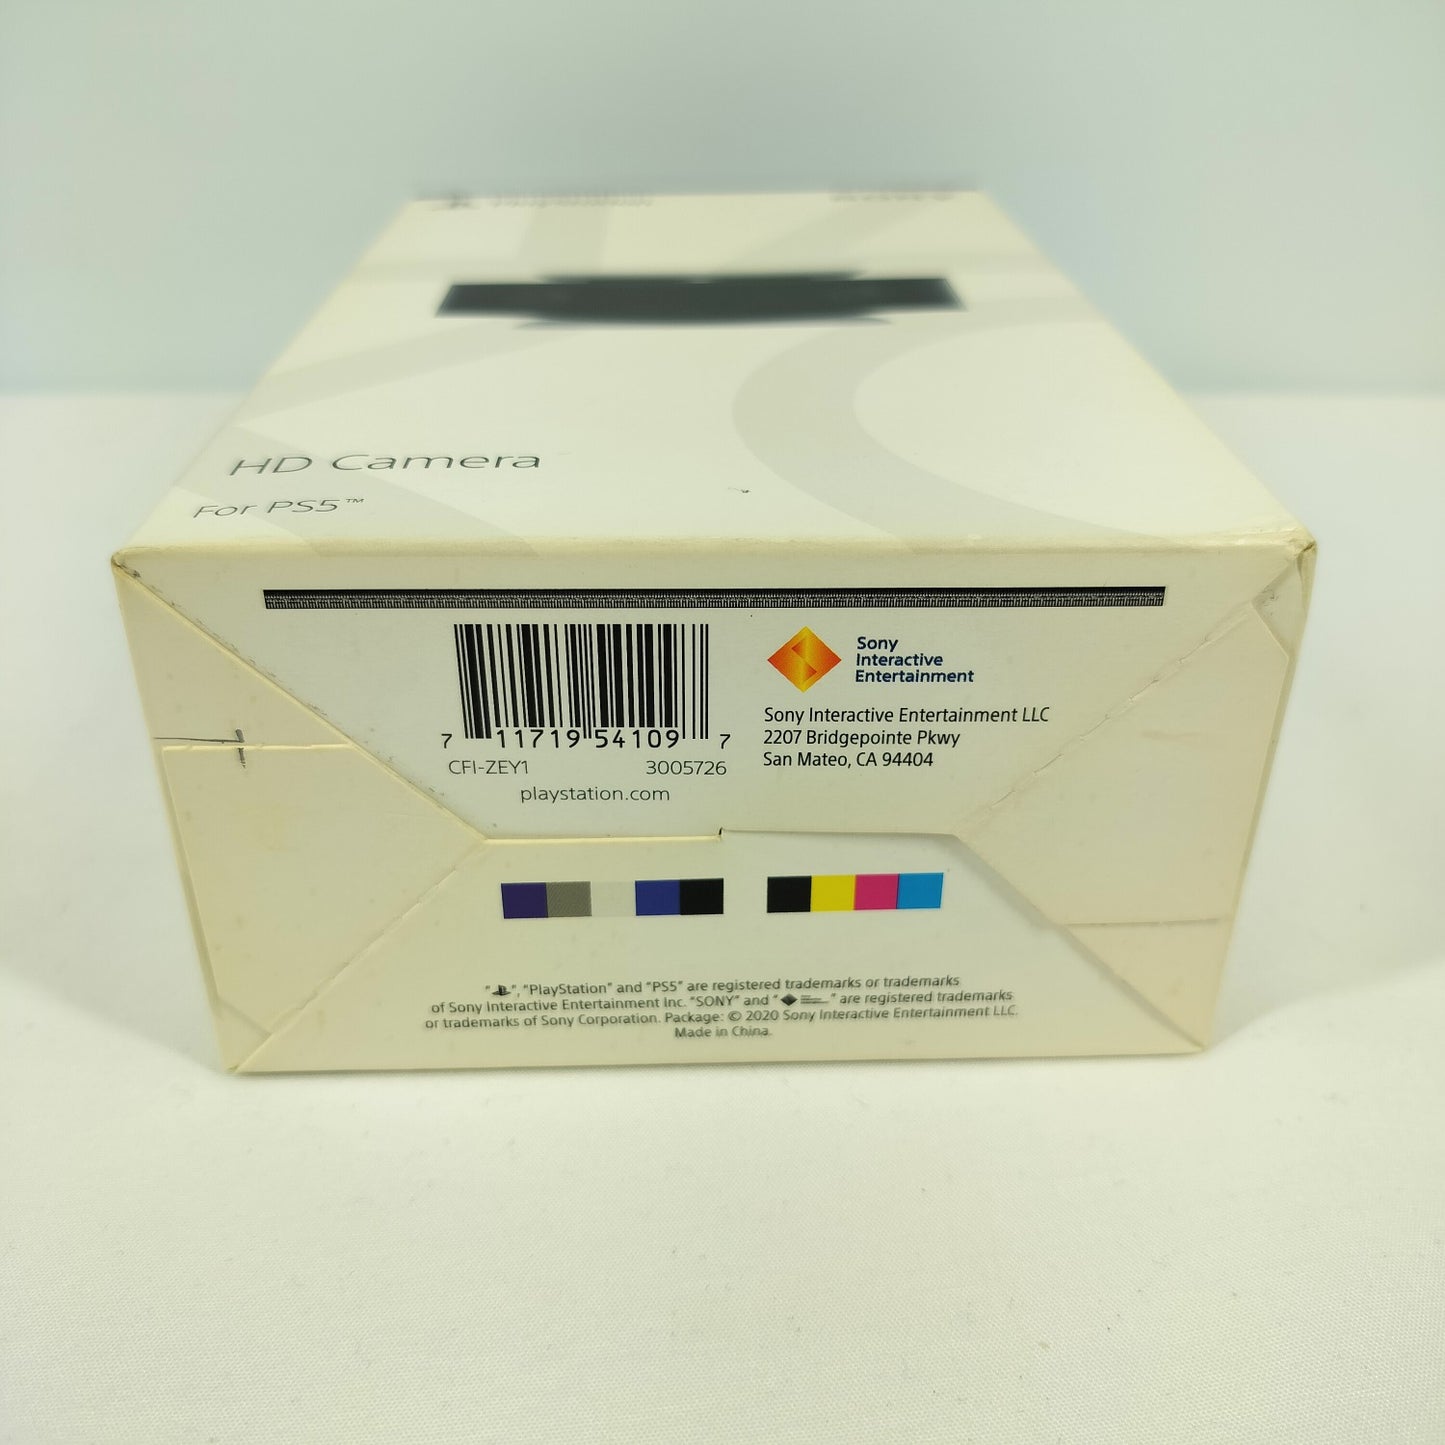 HD Camera
For PS5™
7 11719 54109 7
CFI-ZEY1 3005726
playstation.com
Sony
Interactive
Entertainment
Sony Interactive Entertainment LLC
2207 Bridgepointe Pkwy
San Mateo, CA 94404
" ", "PlayStation" and "PS5" are registered trademarks or trademarks
of Sony Interactive Entertainment Inc. "SONY" and " " are registered trademarks
or trademarks of Sony Corporation. Package: © 2020 Sony Interactive Entertainment LLC.
Made in China.